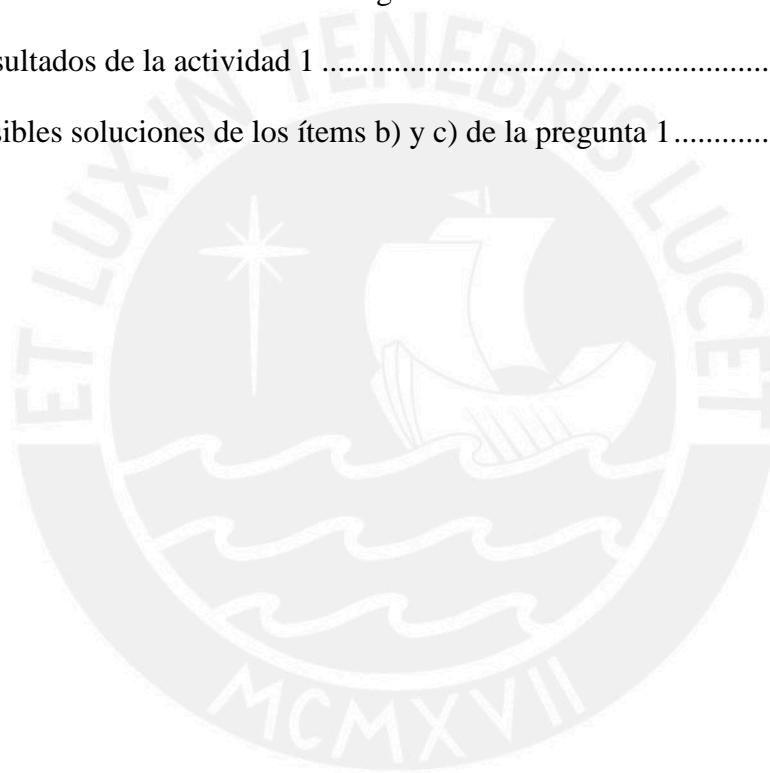 sultados de la actividad 1 ....................................................
sibles soluciones de los ítems b) y c) de la pregunta 1............
ET LUX IN TENEBRIS LUCET
MCMXVII